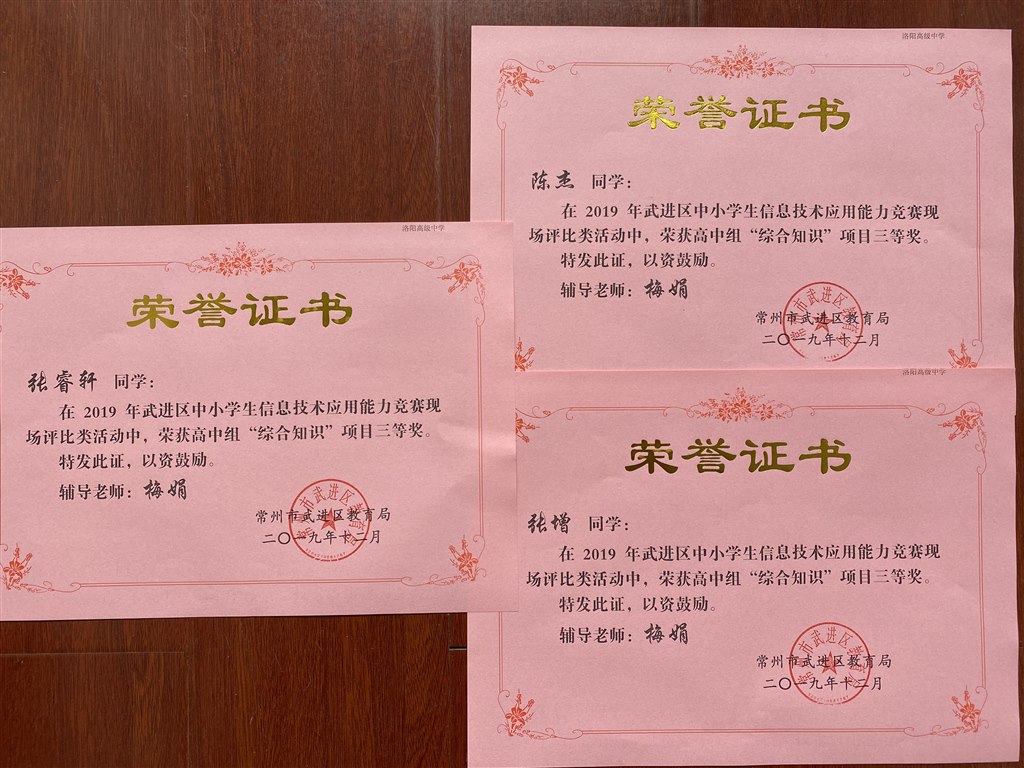 洛阳高级中学
荣誉证书
张睿轩 同学：
在 2019 年武进区中小学生信息技术应用能力竞赛现
场评比类活动中，荣获高中组“综合知识”项目三等奖。
特发此证，以资鼓励。
辅导老师：梅娟
常州市武进区教育局
二〇一九年十二月
洛阳高级中学
荣誉证书
陈杰 同学：
在 2019 年武进区中小学生信息技术应用能力竞赛现
场评比类活动中，荣获高中组“综合知识”项目三等奖。
特发此证，以资鼓励。
辅导老师：梅娟
常州市武进区教育局
二〇一九年十二月
洛阳高级中学
荣誉证书
张增 同学：
在 2019 年武进区中小学生信息技术应用能力竞赛现
场评比类活动中，荣获高中组“综合知识”项目三等奖。
特发此证，以资鼓励。
辅导老师：梅娟
常州市武进区教育局
二〇一九年十二月